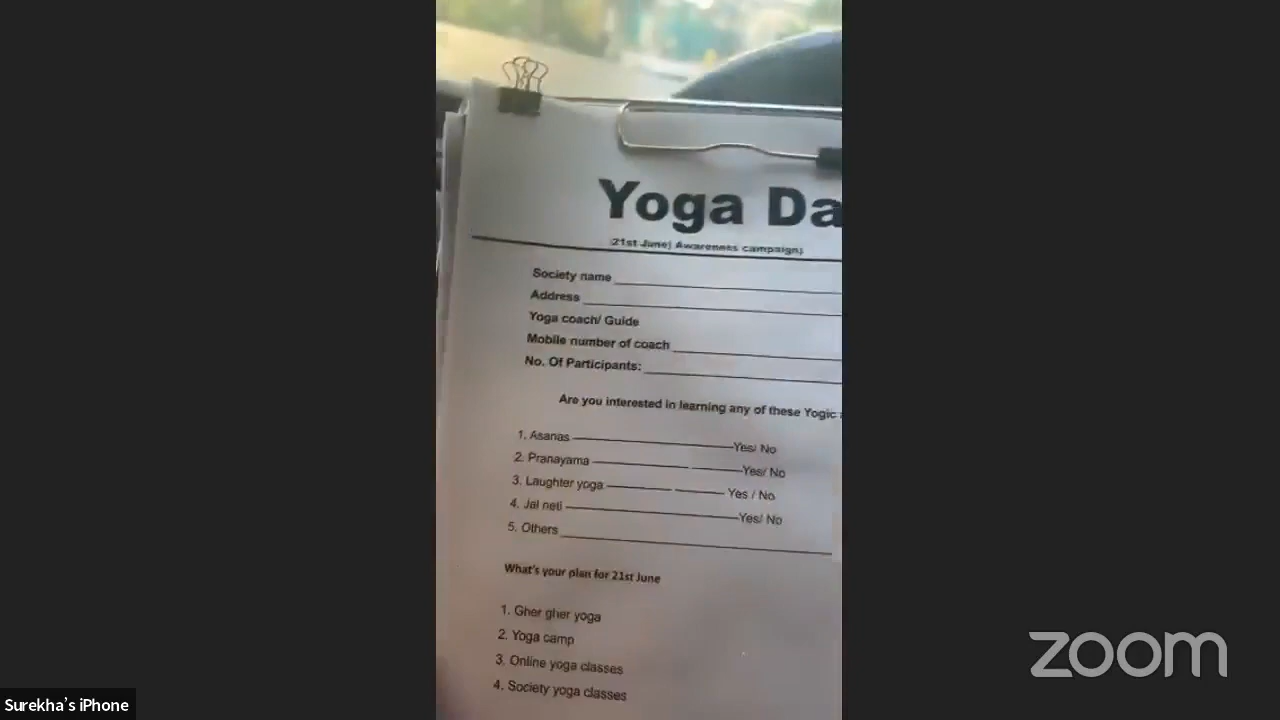 Yoga Da
(21st June) Awarennes campaign)
Society name
Address
Yoga coach/ Guide
Mobile number of coach
No. Of Participants:
Are you interested in learning any of these Yogic
1. Asanas Yes/ No
2. Pranayama Yes/ No
3. Laughter yoga Yes / No
4. Jal neti Yes/ No
5. Others
What's your plan for 21st June
1. Gher gher yoga
2. Yoga camp
3. Online yoga classes
4. Society yoga classes
zoom
Surekha's iPhone